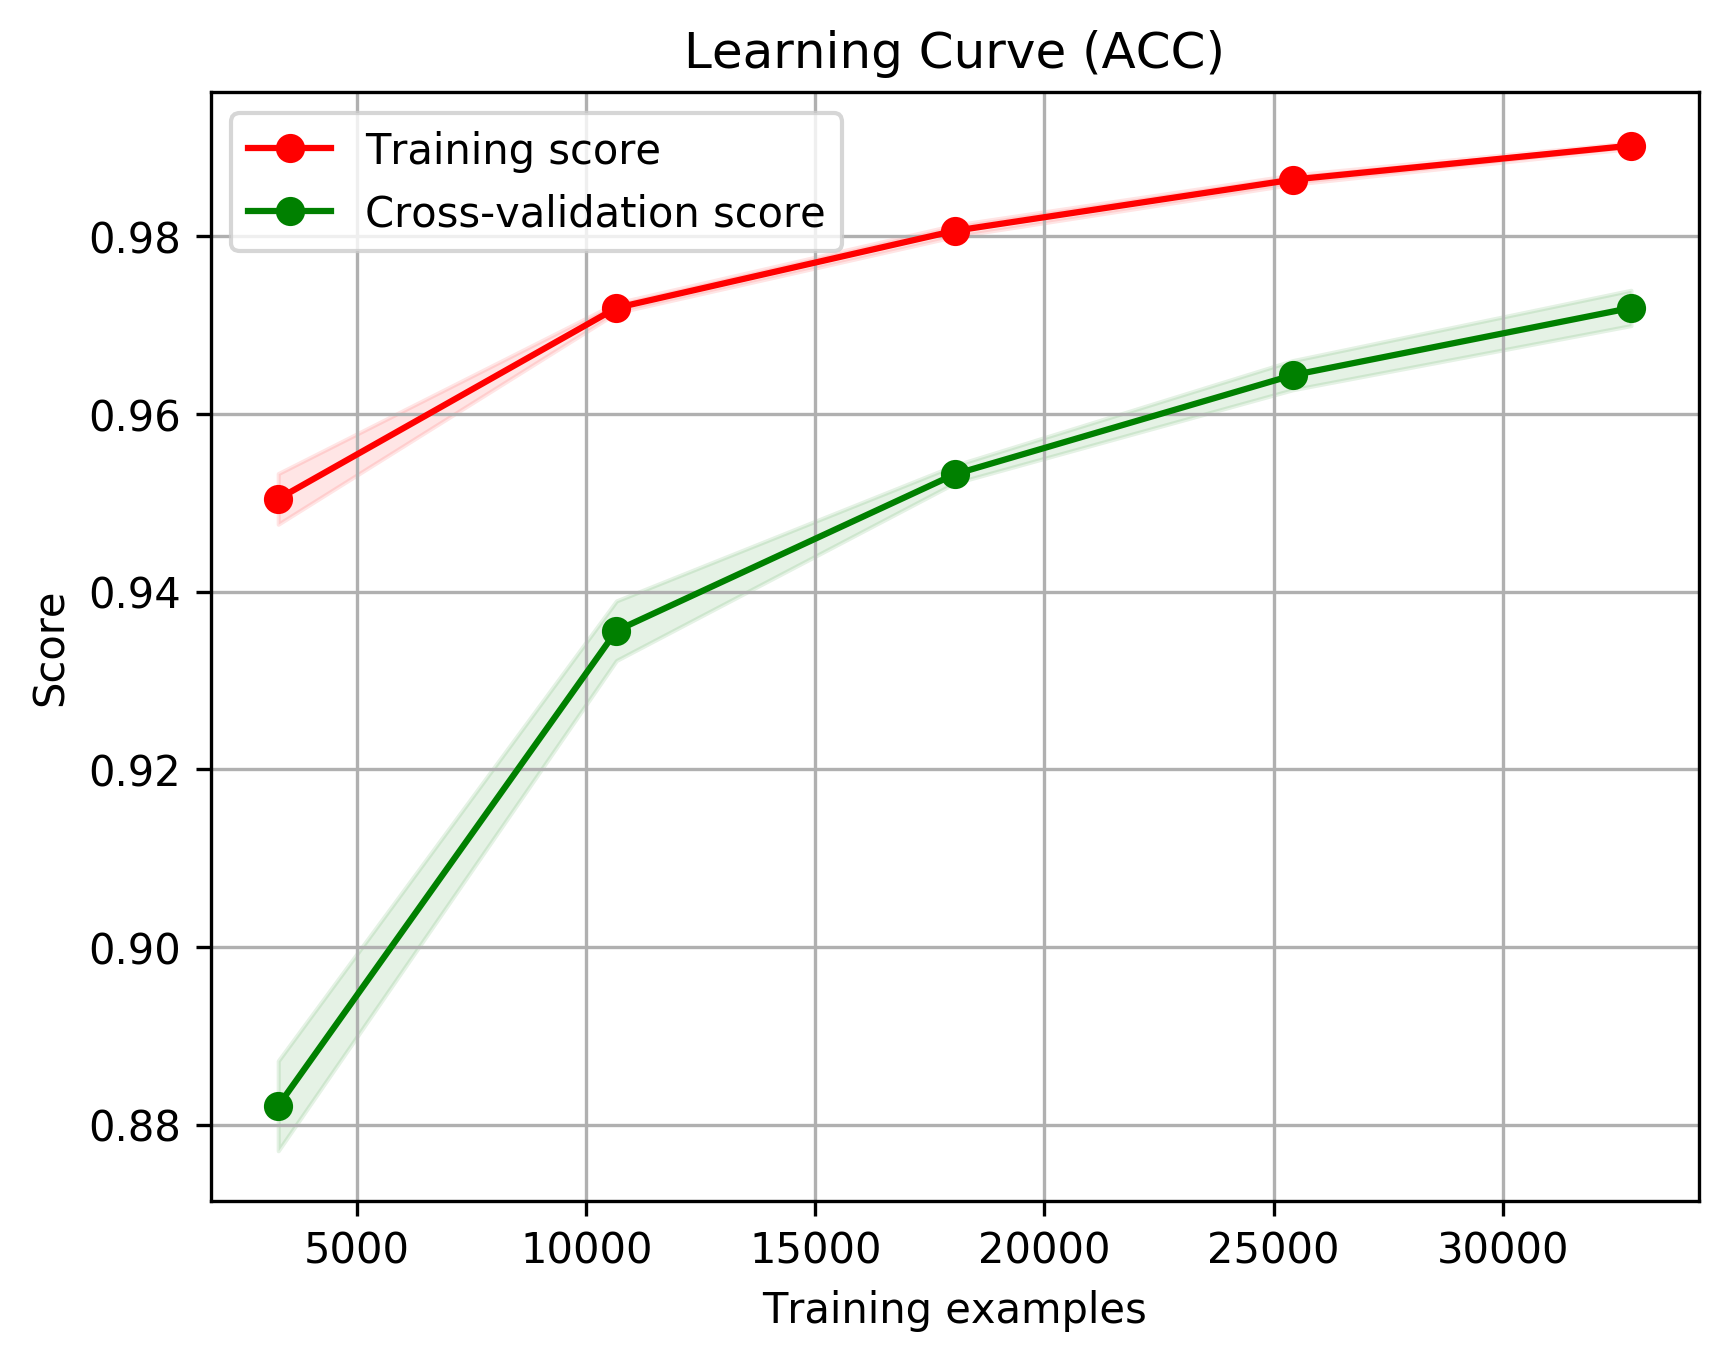 Learning Curve (ACC)
Training score
Cross-validation score
0.98
0.96
0.94
0.92
0.90
0.88
Score
5000 10000 15000 20000 25000 30000
Training examples